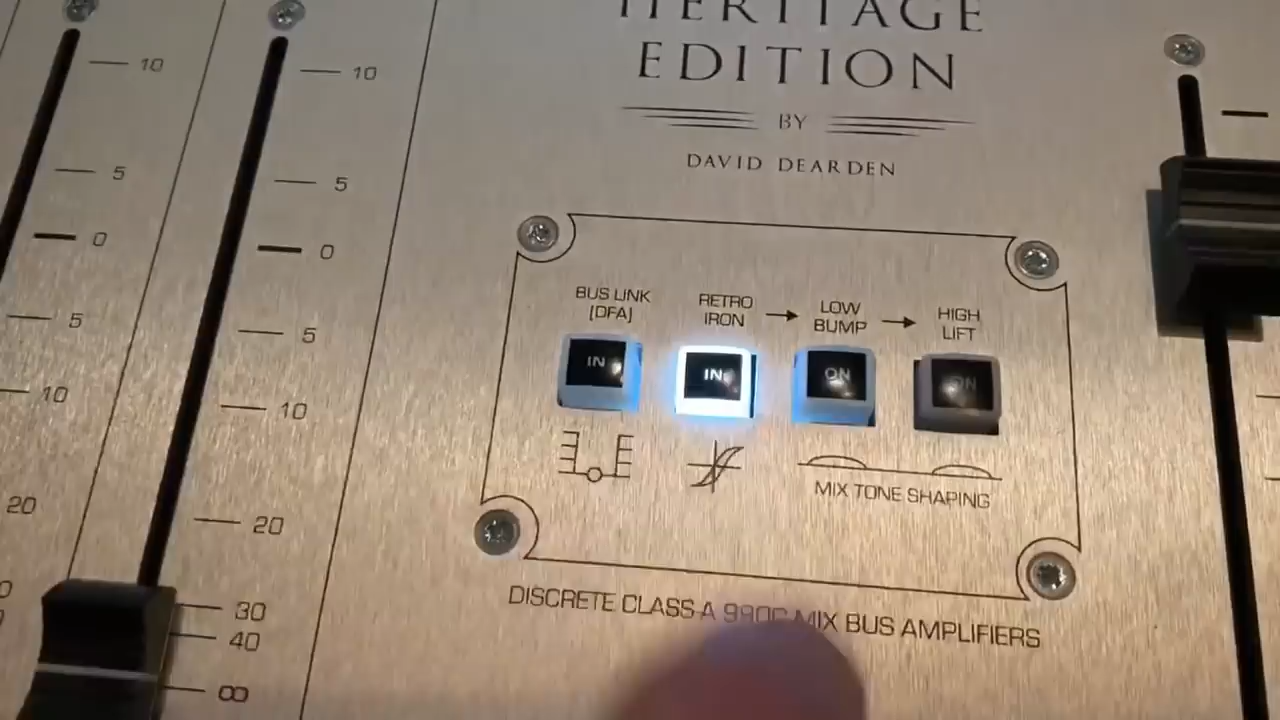 HERITAGE
EDITION
BY
DAVID DEARDEN
10
5
0
5
10
20
10
5
0
5
10
20
30
40
∞
BUS LINK
[DFA]
RETRO
IRON
LOW
BUMP
HIGH
LIFT
IN
IN
ON
ON
MIX TONE SHAPING
DISCRETE CLASS-A MIX BUS AMPLIFIERS